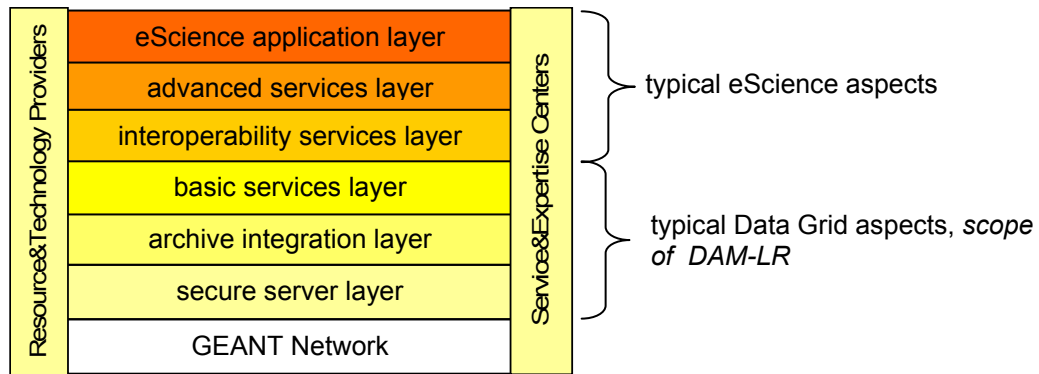 Resource&Technology Providers
eScience application layer
advanced services layer
interoperability services layer
basic services layer
archive integration layer
secure server layer
GEANT Network
Service&Expertise Centers
typical eScience aspects
typical Data Grid aspects, scope
of DAM-LR